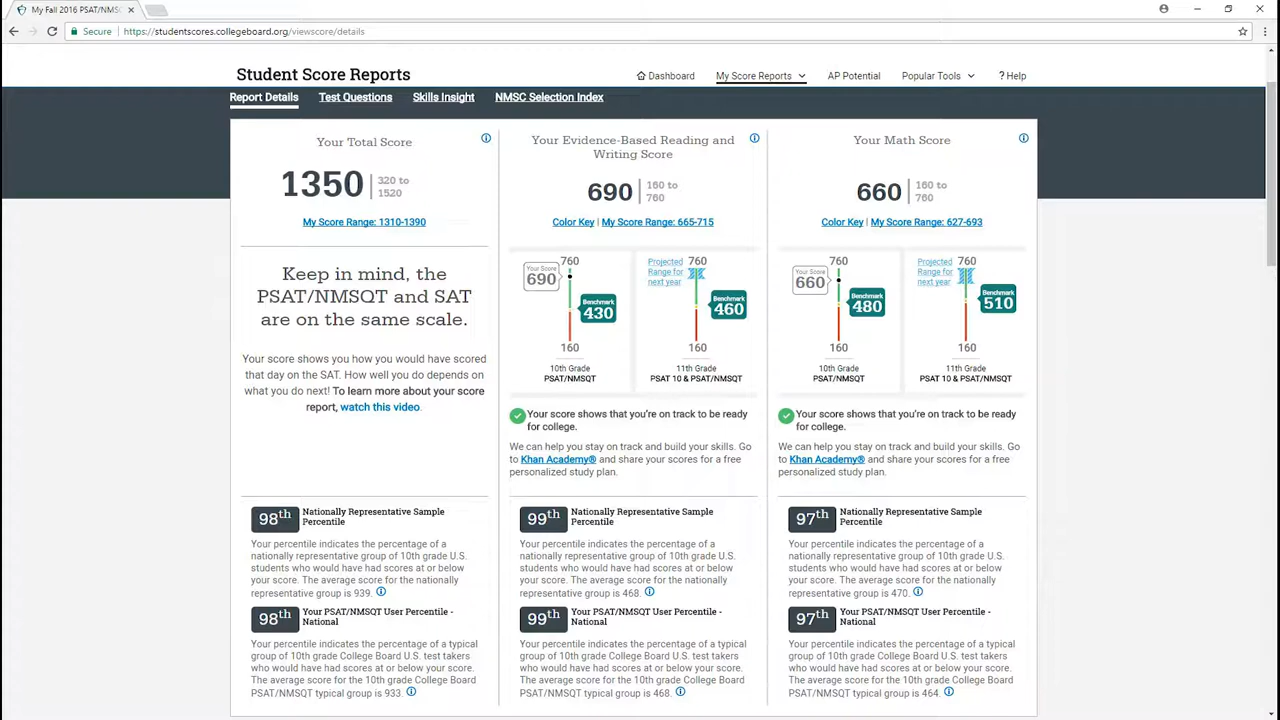 My Fall 2016 PSAT/NMSQ
Secure
https://studentscores.collegeboard.org/viewscore/details
Student Score Reports
Dashboard
My Score Reports
AP Potential
Popular Tools
? Help
Report Details
Test Questions
Skills Insight
NMSC Selection Index
Your Total Score
1350
320 to
1520
My Score Range: 1310-1390
Keep in mind, the
PSAT/NMSQT and SAT
are on the same scale.
Your score shows you how you would have scored
that day on the SAT. How well you do depends on
what you do next! To learn more about your score
report, watch this video.
98th
Nationally Representative Sample
Percentile
Your percentile indicates the percentage of a
nationally representative group of 10th grade U.S.
students who would have had scores at or below
your score. The average score for the nationally
representative group is 939.
98th
Your PSAT/NMSQT User Percentile -
National
Your percentile indicates the percentage of a typical
group of 10th grade College Board U.S. test takers
who would have had scores at or below your score.
The average score for the 10th grade College Board
PSAT/NMSQT typical group is 933.
Your Evidence-Based Reading and
Writing Score
690
160 to
760
Color Key | My Score Range: 665-715
760
Your Score
690
Benchmark
430
160
10th Grade
PSAT/NMSQT
Projected
Range for
next year
760
Benchmark
460
160
11th Grade
PSAT 10 & PSAT/NMSQT
Your score shows that you're on track to be ready
for college.
We can help you stay on track and build your skills. Go
to Khan Academy® and share your scores for a free
personalized study plan.
99th
Nationally Representative Sample
Percentile
Your percentile indicates the percentage of a
nationally representative group of 10th grade U.S.
students who would have had scores at or below
your score. The average score for the nationally
representative group is 468.
99th
Your PSAT/NMSQT User Percentile -
National
Your percentile indicates the percentage of a typical
group of 10th grade College Board U.S. test takers
who would have had scores at or below your score.
The average score for the 10th grade College Board
PSAT/NMSQT typical group is 468.
Your Math Score
660
160 to
760
Color Key | My Score Range: 627-693
760
Your Score
660
Benchmark
480
160
10th Grade
PSAT/NMSQT
Projected
Range for
next year
760
Benchmark
510
160
11th Grade
PSAT 10 & PSAT/NMSQT
Your score shows that you're on track to be ready
for college.
We can help you stay on track and build your skills. Go
to Khan Academy® and share your scores for a free
personalized study plan.
97th
Nationally Representative Sample
Percentile
Your percentile indicates the percentage of a
nationally representative group of 10th grade U.S.
students who would have had scores at or below
your score. The average score for the nationally
representative group is 470.
97th
Your PSAT/NMSQT User Percentile -
National
Your percentile indicates the percentage of a typical
group of 10th grade College Board U.S. test takers
who would have had scores at or below your score.
The average score for the 10th grade College Board
PSAT/NMSQT typical group is 464.